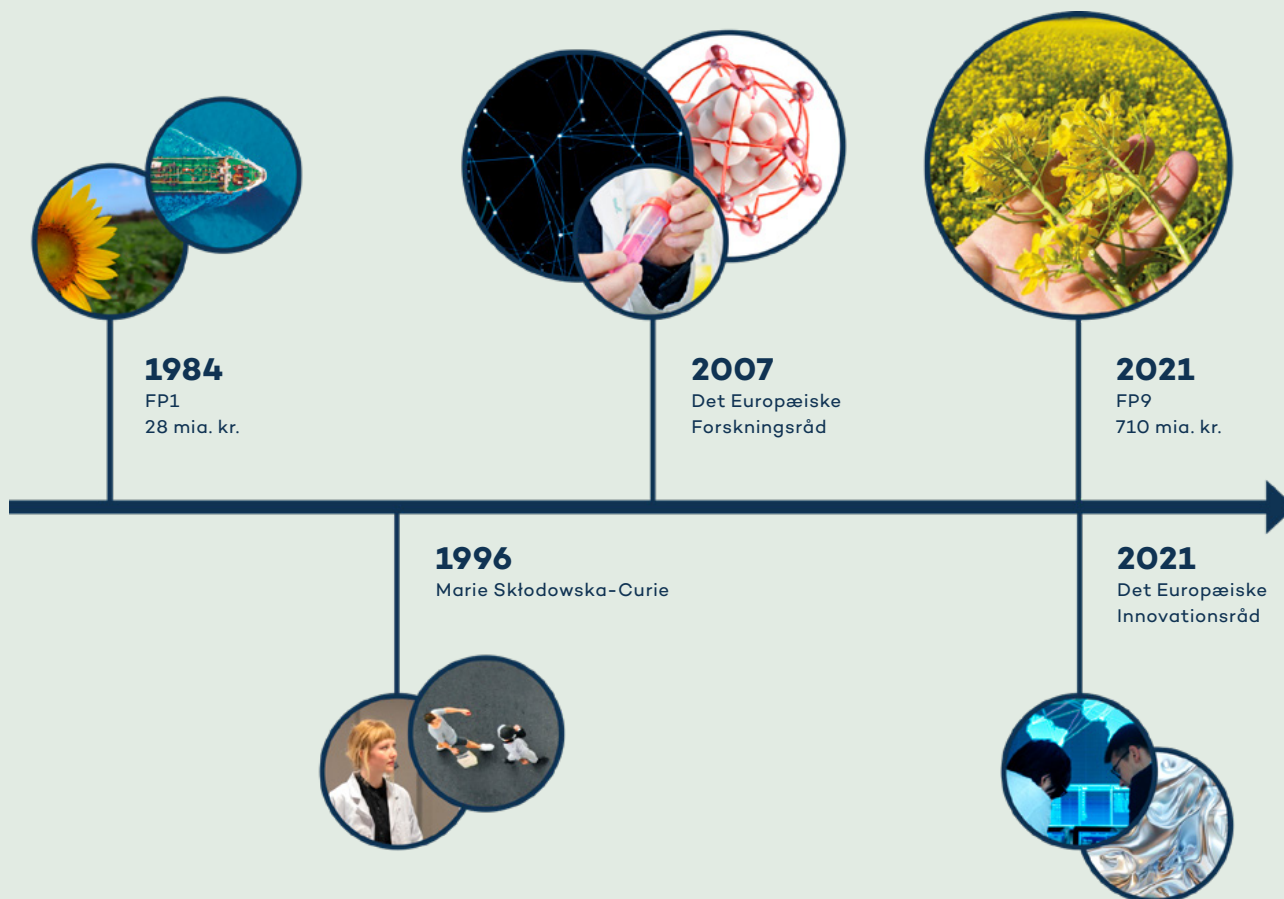 1984
FP1
28 mia. kr.
2007
Det Europæiske
Forskningsråd
2021
FP9
710 mia. kr.
1996
Marie Skłodowska-Curie
2021
Det Europæiske
Innovationsråd